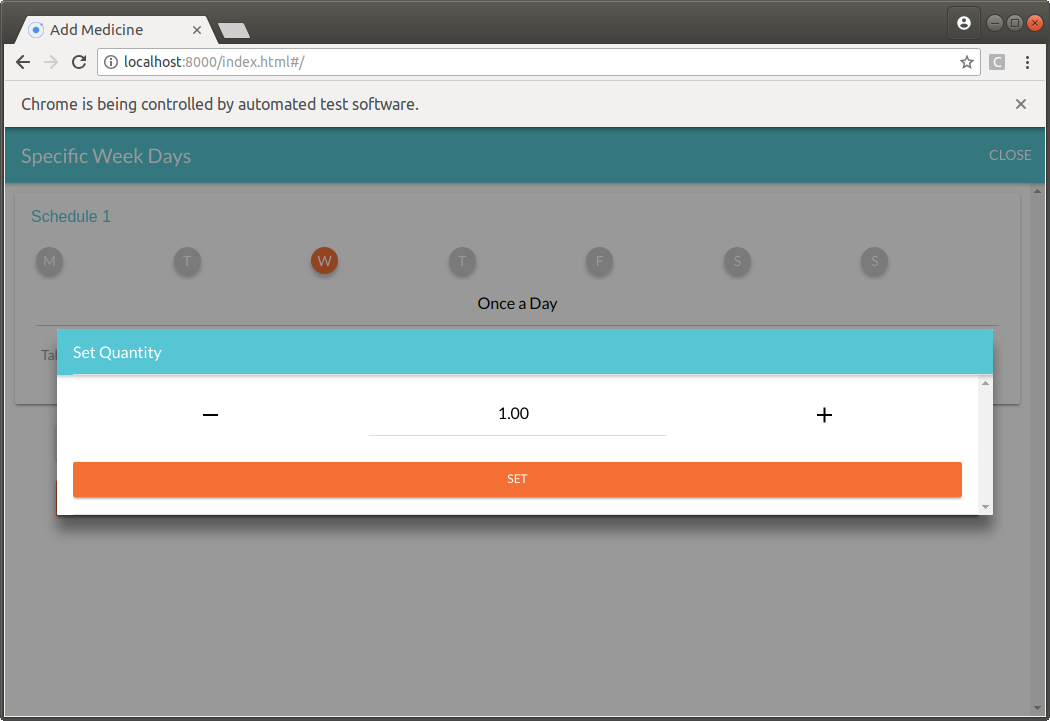 Add Medicine
localhost:8000/index.html#/
C
Chrome is being controlled by automated test software.
Specific Week Days CLOSE
Schedule 1
M T W T F S S
Once a Day
Set Quantity
− 1.00 +
SET